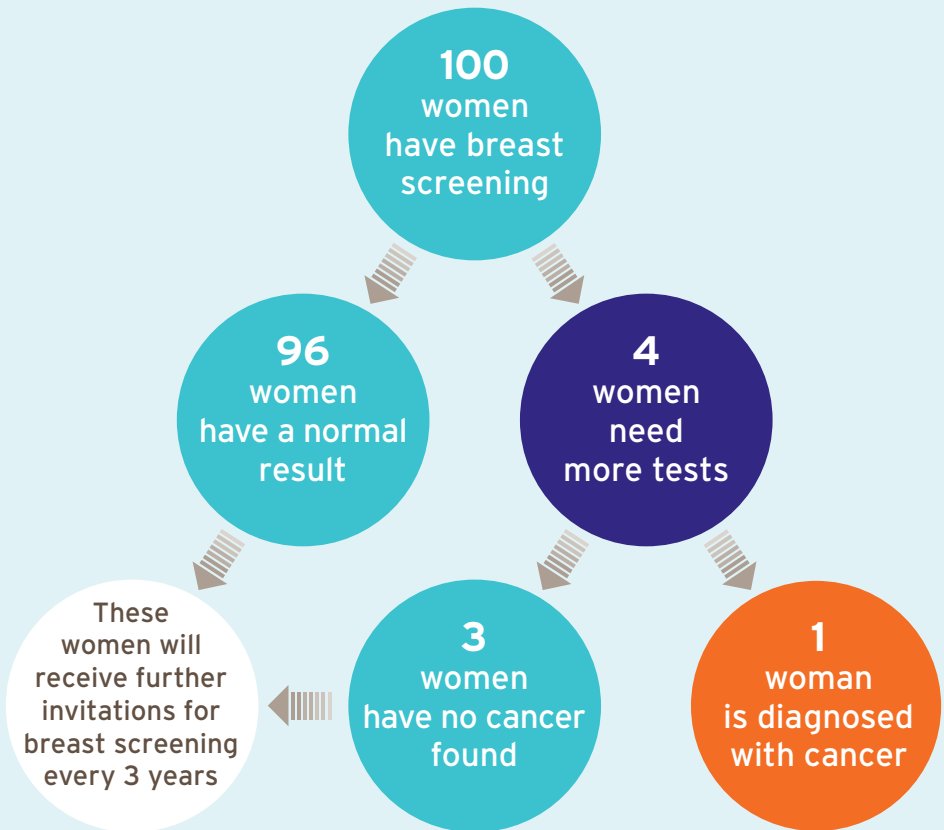 100
women
have breast
screening
96
women
have a normal
result
4
women
need
more tests
These
women will
receive further
invitations for
breast screening
every 3 years
3
women
have no cancer
found
1
woman
is diagnosed
with cancer